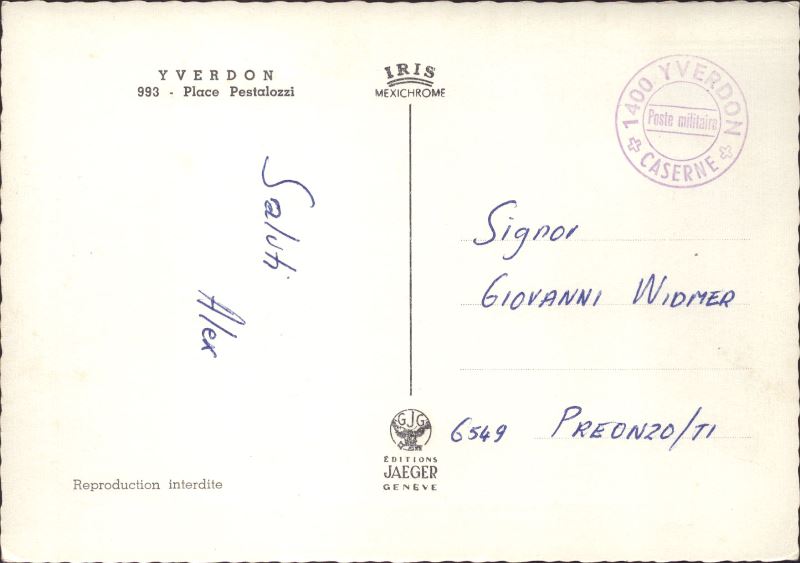 YVERDON
993 - Place Pestalozzi
IRIS
MEXICHROME
1400 YVERDON
Poste militaire
CASERNE
Saluti
Alex
Signor
GIOVANNI WIDMER
6549 PREONZO/TI
GJG
ÉDITIONS
JAEGER
GENÈVE
Reproduction interdite